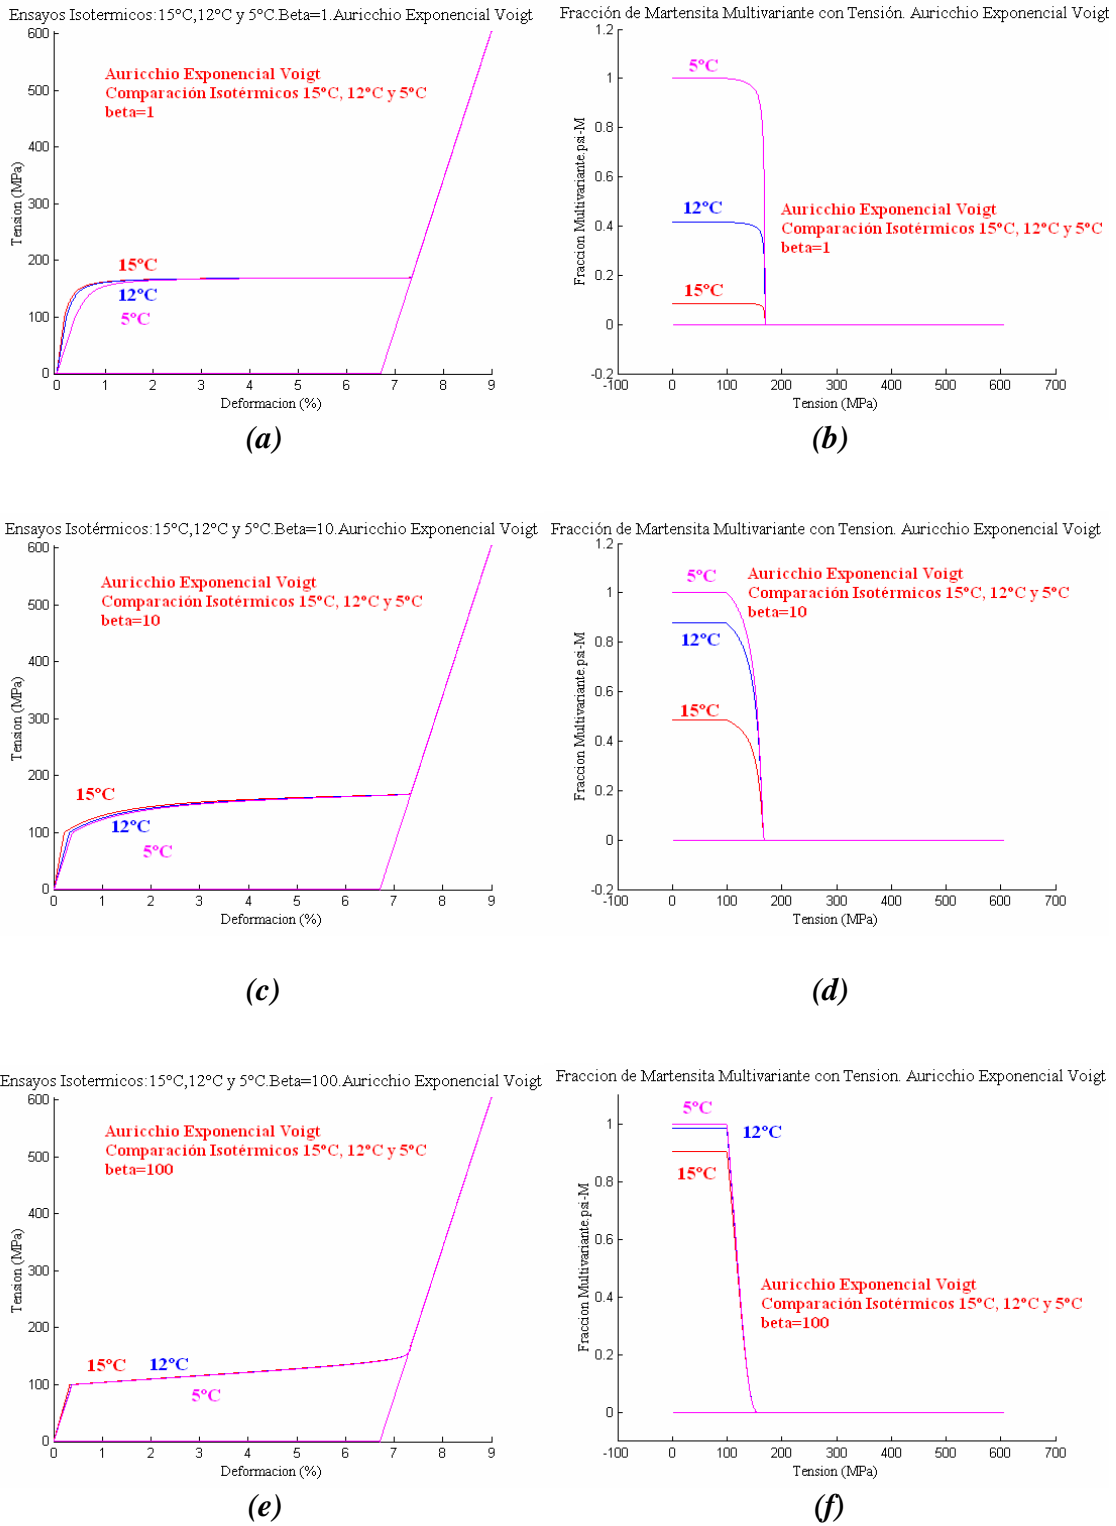 Ensayos Isotérmicos:15°C,12°C y 5°C.Beta=1.Auricchio Exponencial Voigt
Auricchio Exponencial Voigt
Comparación Isotérmicos 15°C, 12°C y 5°C
beta=1
600
500
400
300
200
100
0
Tension (MPa)
15°C
12°C
5°C
0 1 2 3 4 5 6 7 8 9
Deformacion (%)
(a)
Fracción de Martensita Multivariante con Tensión. Auricchio Exponencial Voigt
1.2
1
0.8
0.6
0.4
0.2
0
-0.2
Fraccion Multivariante.psi-M
5°C
12°C
15°C
Auricchio Exponencial Voigt
Comparación Isotérmicos 15°C, 12°C y 5°C
beta=1
-100 0 100 200 300 400 500 600 700
Tension (MPa)
(b)
Ensayos Isotérmicos:15°C,12°C y 5°C.Beta=10.Auricchio Exponencial Voigt
Auricchio Exponencial Voigt
Comparación Isotérmicos 15°C, 12°C y 5°C
beta=10
600
500
400
300
200
100
0
Tension (MPa)
15°C
12°C
5°C
0 1 2 3 4 5 6 7 8 9
Deformacion (%)
(c)
Fracción de Martensita Multivariante con Tension. Auricchio Exponencial Voigt
1.2
1
0.8
0.6
0.4
0.2
0
-0.2
Fraccion Multivariante.psi-M
5°C
12°C
15°C
Auricchio Exponencial Voigt
Comparación Isotérmicos 15°C, 12°C y 5°C
beta=10
-100 0 100 200 300 400 500 600 700
Tension (MPa)
(d)
Ensayos Isotermicos:15°C,12°C y 5°C.Beta=100.Auricchio Exponencial Voigt
Auricchio Exponencial Voigt
Comparación Isotérmicos 15°C, 12°C y 5°C
beta=100
600
500
400
300
200
100
0
Tension (MPa)
15°C
12°C
5°C
0 1 2 3 4 5 6 7 8 9
Deformacion (%)
(e)
Fraccion de Martensita Multivariante con Tension. Auricchio Exponencial Voigt
1
0.8
0.6
0.4
0.2
0
Fraccion Multivariante.psi-M
5°C
12°C
15°C
Auricchio Exponencial Voigt
Comparación Isotérmicos 15°C, 12°C y 5°C
beta=100
-100 0 100 200 300 400 500 600 700
Tension (MPa)
(f)